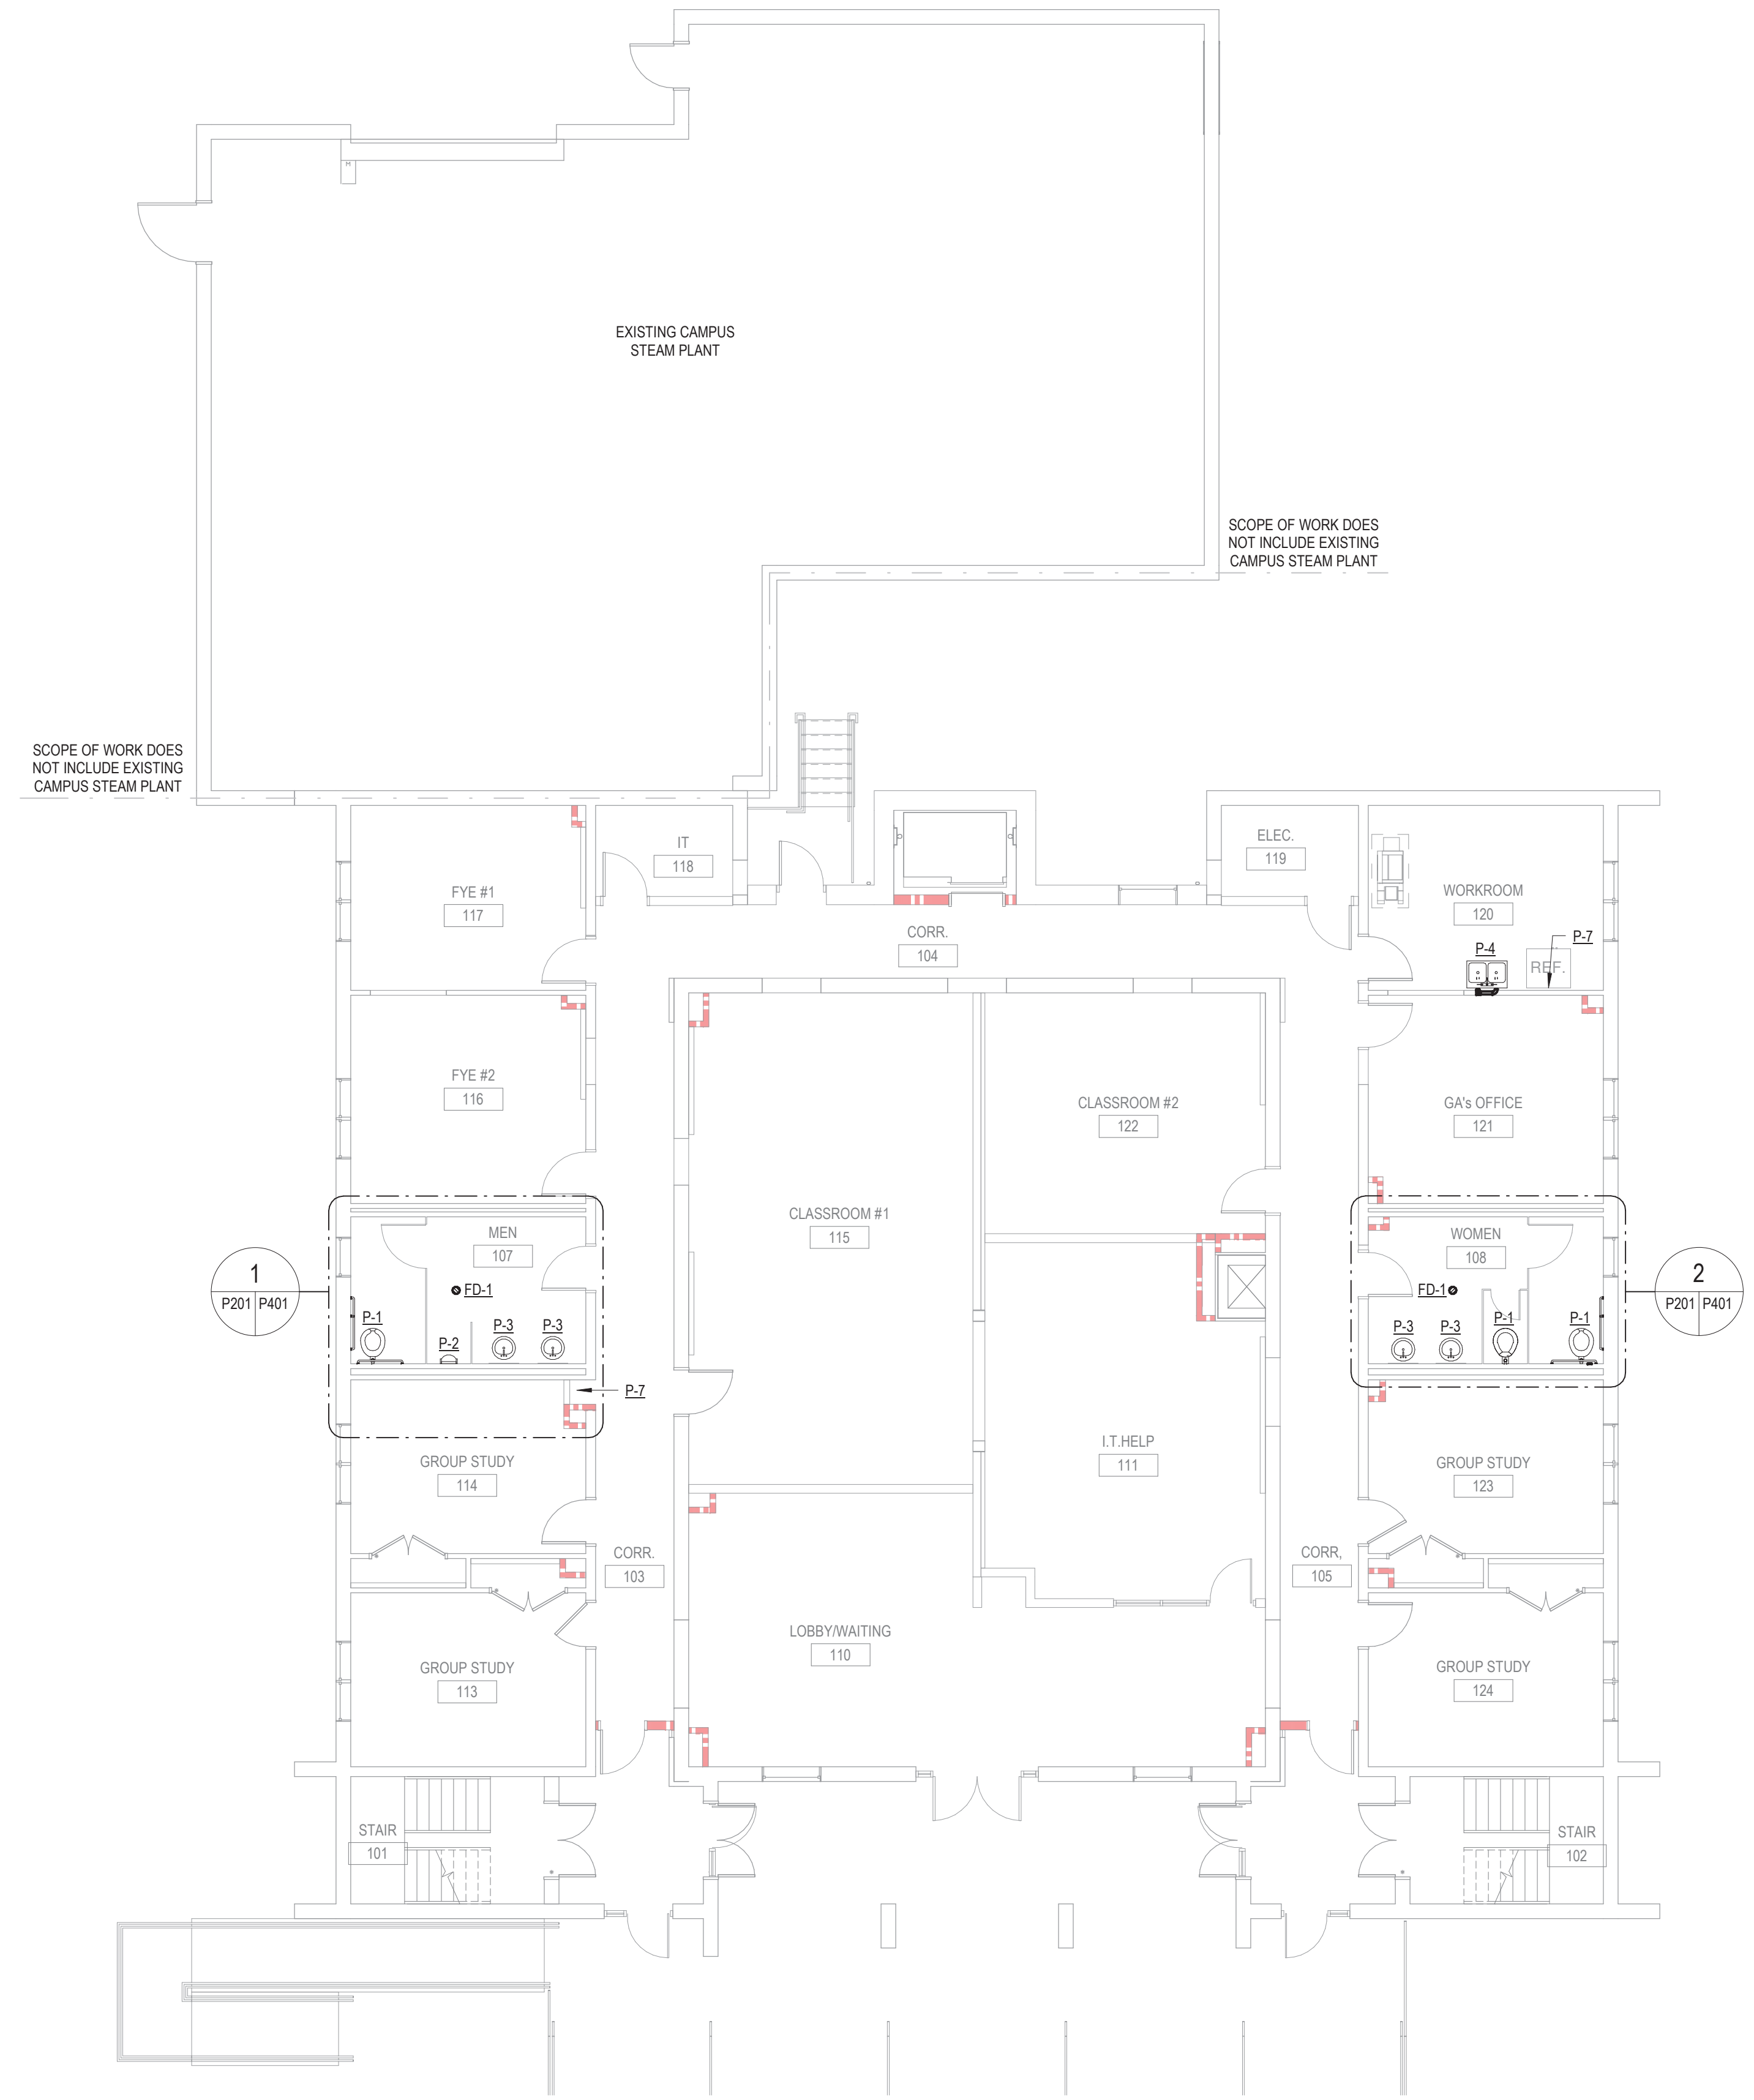 M
EXISTING CAMPUS
STEAM PLANT
SCOPE OF WORK DOES
NOT INCLUDE EXISTING
CAMPUS STEAM PLANT
SCOPE OF WORK DOES
NOT INCLUDE EXISTING
CAMPUS STEAM PLANT
IT
118
ELEC.
119
FYE #1
117
WORKROOM
120
CORR.
104
P-4
P-7
REF.
FYE #2
116
CLASSROOM #2
122
GA's OFFICE
121
CLASSROOM #1
115
MEN
107
WOMEN
108
1
P201 P401
FD-1
P-1
P-2
P-3
P-3
FD-1
P-3
P-3
P-1
P-1
2
P201 P401
P-7
GROUP STUDY
114
I.T.HELP
111
GROUP STUDY
123
CORR.
103
CORR,
105
LOBBY/WAITING
110
GROUP STUDY
113
GROUP STUDY
124
STAIR
101
STAIR
102